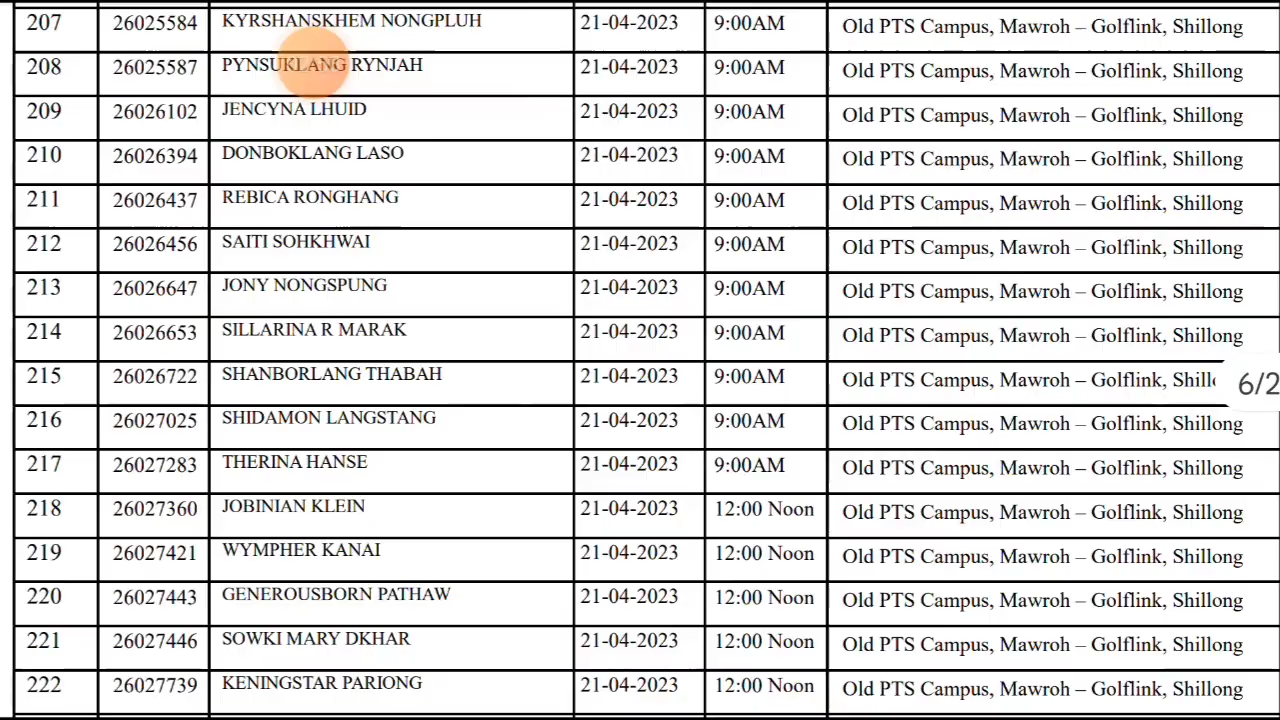 207 26025584 KYRSHANSKHEM NONGPLUH 21-04-2023 9:00AM Old PTS Campus, Mawroh – Golflink, Shillong
208 26025587 PYNSUKLANG RYNJAH 21-04-2023 9:00AM Old PTS Campus, Mawroh – Golflink, Shillong
209 26026102 JENCYNA LHUID 21-04-2023 9:00AM Old PTS Campus, Mawroh – Golflink, Shillong
210 26026394 DONBOKLANG LASO 21-04-2023 9:00AM Old PTS Campus, Mawroh – Golflink, Shillong
211 26026437 REBICA RONGHANG 21-04-2023 9:00AM Old PTS Campus, Mawroh – Golflink, Shillong
212 26026456 SAITI SOHKHWAI 21-04-2023 9:00AM Old PTS Campus, Mawroh – Golflink, Shillong
213 26026647 JONY NONGSPUNG 21-04-2023 9:00AM Old PTS Campus, Mawroh – Golflink, Shillong
214 26026653 SILLARINA R MARAK 21-04-2023 9:00AM Old PTS Campus, Mawroh – Golflink, Shillong
215 26026722 SHANBORLANG THABAH 21-04-2023 9:00AM Old PTS Campus, Mawroh – Golflink, 6/2
216 26027025 SHIDAMON LANGSTANG 21-04-2023 9:00AM Old PTS Campus, Mawroh – Golflink, Shillong
217 26027283 THERINA HANSE 21-04-2023 9:00AM Old PTS Campus, Mawroh – Golflink, Shillong
218 26027360 JOBINIAN KLEIN 21-04-2023 12:00 Noon Old PTS Campus, Mawroh – Golflink, Shillong
219 26027421 WYMPHER KANAI 21-04-2023 12:00 Noon Old PTS Campus, Mawroh – Golflink, Shillong
220 26027443 GENEROUSBORN PATHAW 21-04-2023 12:00 Noon Old PTS Campus, Mawroh – Golflink, Shillong
221 26027446 SOWKI MARY DKHAR 21-04-2023 12:00 Noon Old PTS Campus, Mawroh – Golflink, Shillong
222 26027739 KENINGSTAR PARIONG 21-04-2023 12:00 Noon Old PTS Campus, Mawroh – Golflink, Shillong